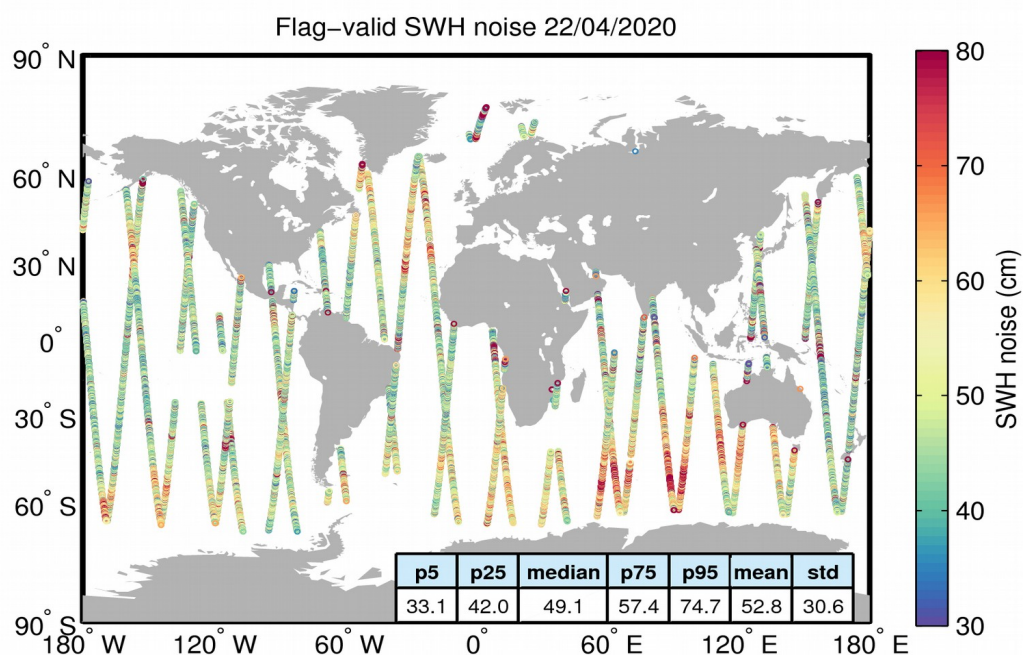 Flag−valid SWH noise 22/04/2020
90° N
60° N
30° N
0°
30° S
60° S
90° S
180° W
120° W
60° W
0°
60° E
120° E
180° E
80
70
60
50
40
30
SWH noise (cm)
p5 p25 median p75 p95 mean std
33.1 42.0 49.1 57.4 74.7 52.8 30.6